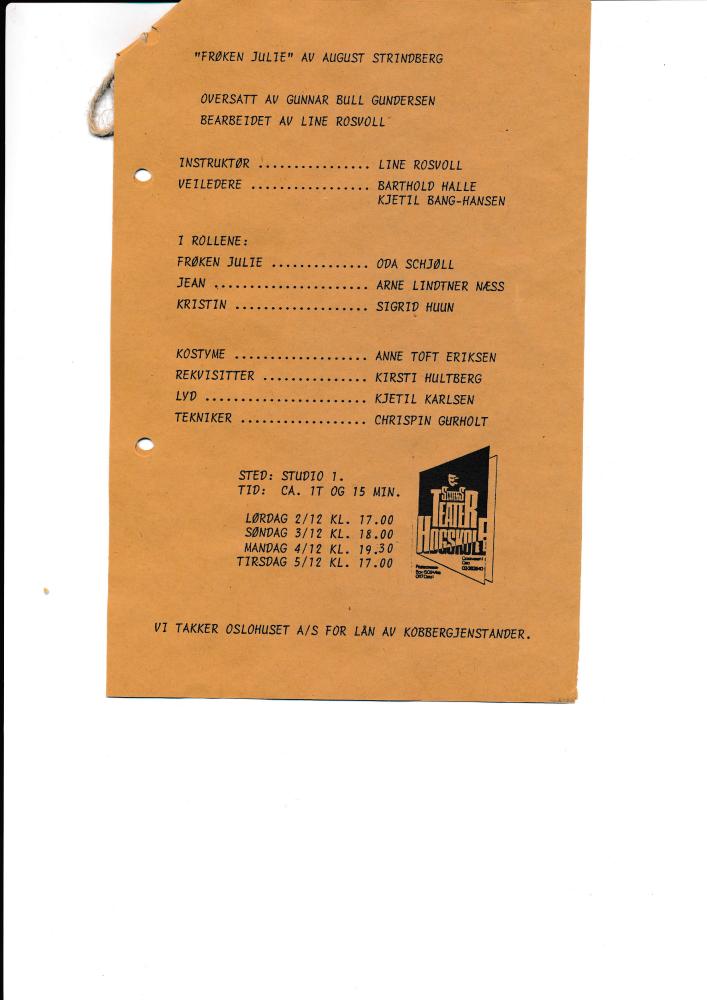 "FRØKEN JULIE" AV AUGUST STRINDBERG
OVERSATT AV GUNNAR BULL GUNDERSEN
BEARBEIDET AV LINE ROSVOLL
INSTRUKTØR ................ LINE ROSVOLL
VEILEDERE ................. BARTHOLD HALLE
KJETIL BANG-HANSEN
I ROLLENE:
FRØKEN JULIE .............. ODA SCHJØLL
JEAN ...................... ARNE LINDTNER NÆSS
KRISTIN ................... SIGRID HUUN
KOSTYME ................... ANNE TOFT ERIKSEN
REKVISITTER ............... KIRSTI HULTBERG
LYD ....................... KJETIL KARLSEN
TEKNIKER .................. CHRISPIN GURHOLT
STED: STUDIO 1.
TID: CA. 1T OG 15 MIN.
LØRDAG 2/12 KL. 17.00
SØNDAG 3/12 KL. 18.00
MANDAG 4/12 KL. 19.30
TIRSDAG 5/12 KL. 17.00
STATENS
TEATER
HØGSKOLE
VI TAKKER OSLOHUSET A/S FOR LÅN AV KOBBERGJENSTANDER.